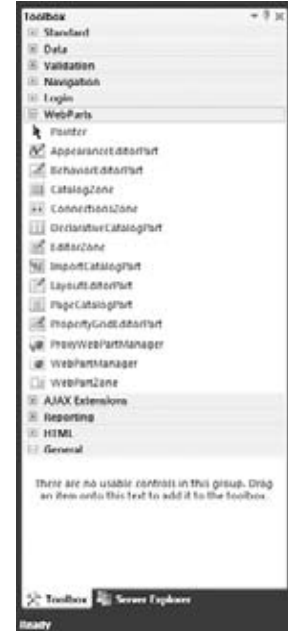 Toolbox
Standard
Data
Validation
Navigation
Login
WebParts
Pointer
AppearanceEditorPart
BehaviorEditorPart
CatalogZone
ConnectionsZone
DeclarativeCatalogPart
EditorZone
ImportCatalogPart
LayoutEditorPart
PageCatalogPart
PropertyGridEditorPart
ProxyWebPartManager
WebPartManager
WebPartZone
AJAX Extensions
Reporting
HTML
General
There are no usable controls in this group. Drag
an item onto this text to add it to the toolbox.
Toolbox Server Explorer
Ready